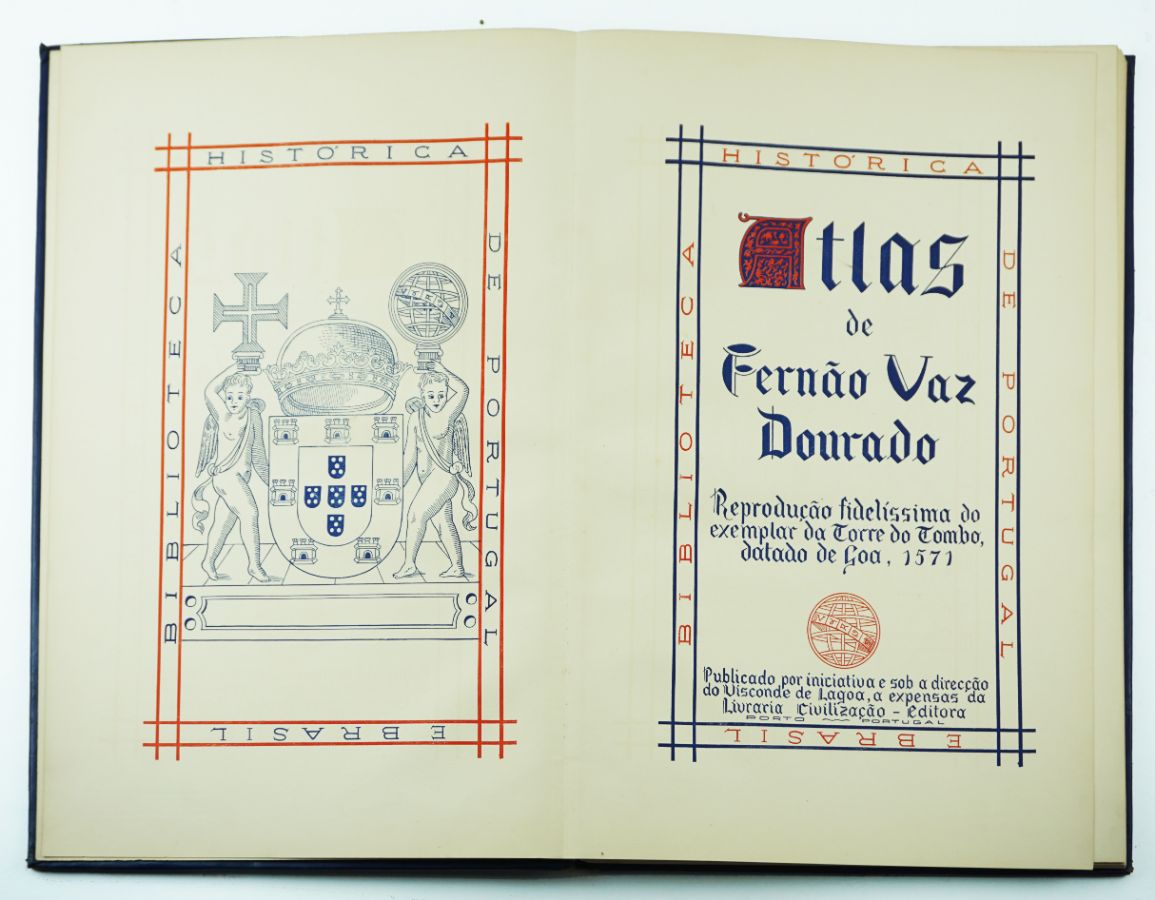 BIBLIOTECA
HISTÓRICA
DE PORTUGAL
E BRASIL
BIBLIOTECA
HISTÓRICA
DE PORTUGAL
E BRASIL
Atlas
de
Fernão Vaz
Dourado
Reprodução fidelíssima do
exemplar da Torre do Tombo,
datado de Goa, 1571
Publicado por iniciativa e sob a direcção
do Visconde de Lagoa, a expensas da
Livraria Civilização - Editora
PORTO ~~ PORTUGAL